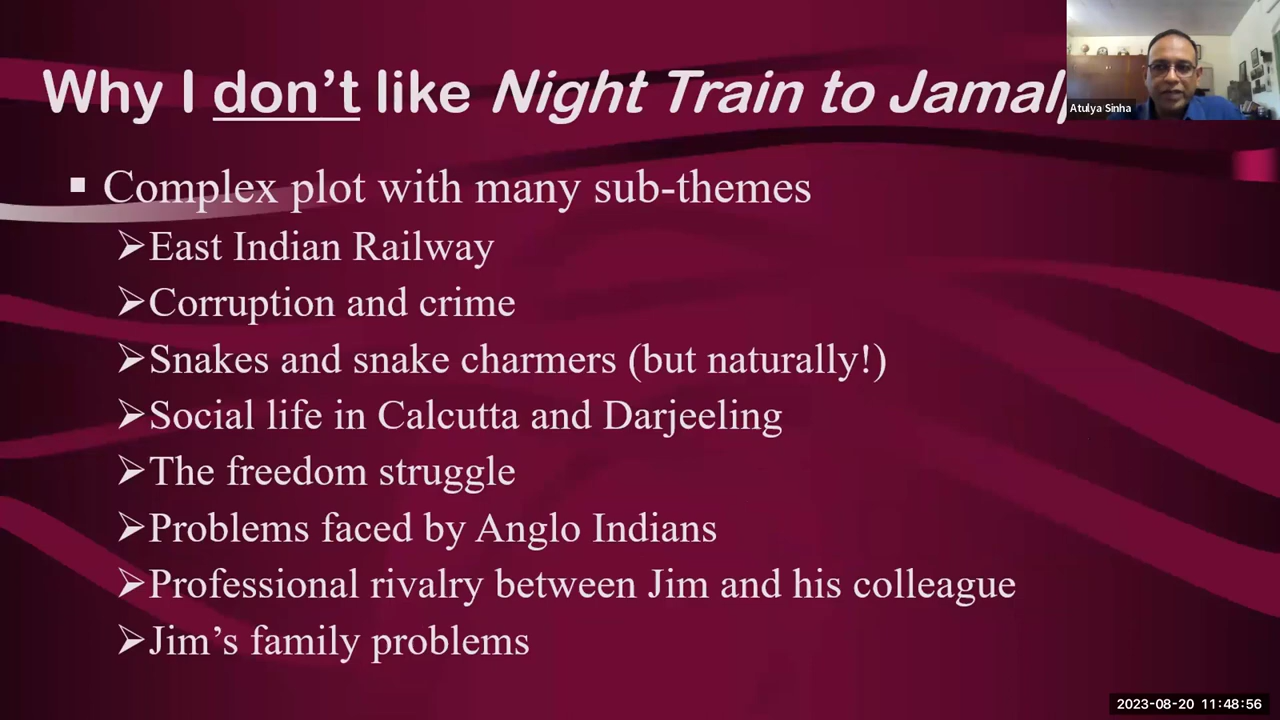 Why I don't like Night Train to Jamal
Atulya Sinha
▪ Complex plot with many sub-themes
➢East Indian Railway
➢Corruption and crime
➢Snakes and snake charmers (but naturally!)
➢Social life in Calcutta and Darjeeling
➢The freedom struggle
➢Problems faced by Anglo Indians
➢Professional rivalry between Jim and his colleague
➢Jim's family problems
2023-08-20 11:48:56